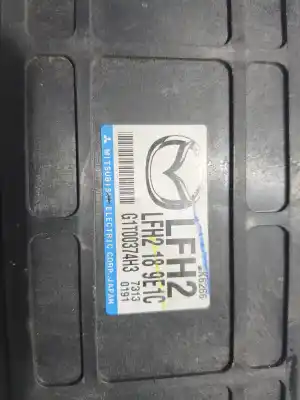 LFH2
LFH2 18 9E1C
G1T00374H3
7313
0191
MITSUBISHI ELECTRIC CORP. JAPAN